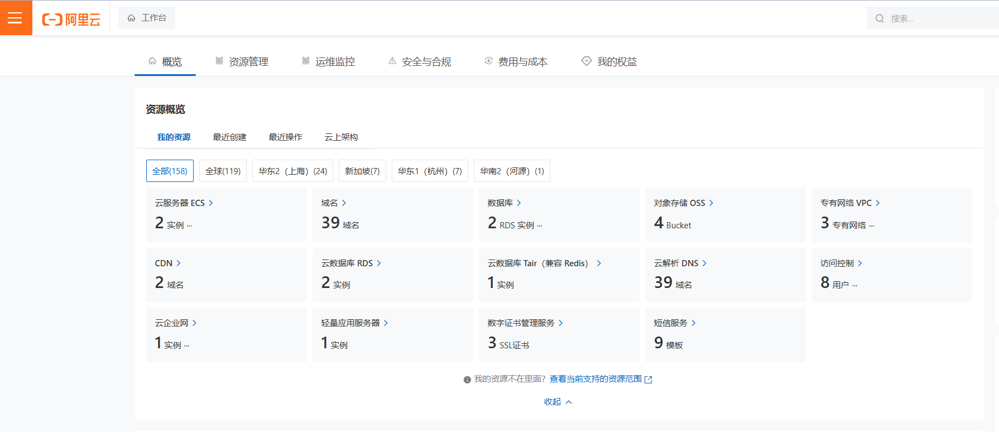 阿里云 工作台 搜索...
概览 资源管理 运维监控 安全与合规 费用与成本 我的权益
资源概览
我的资源 最近创建 最近操作 云上架构
全部(158) 全球(119) 华东2（上海）(24) 新加坡(7) 华东1（杭州）(7) 华南2（河源）(1)
云服务器 ECS 域名 数据库 对象存储 OSS 专有网络 VPC
2 实例 ... 39 域名 2 RDS 实例 ... 4 Bucket 3 专有网络 ...
CDN 云数据库 RDS 云数据库 Tair（兼容 Redis） 云解析 DNS 访问控制
2 域名 2 实例 1 实例 39 域名 8 用户 ...
云企业网 轻量应用服务器 数字证书管理服务 短信服务
1 实例 ... 1 实例 3 SSL证书 9 模板
我的资源不在里面？ 查看当前支持的资源范围
收起